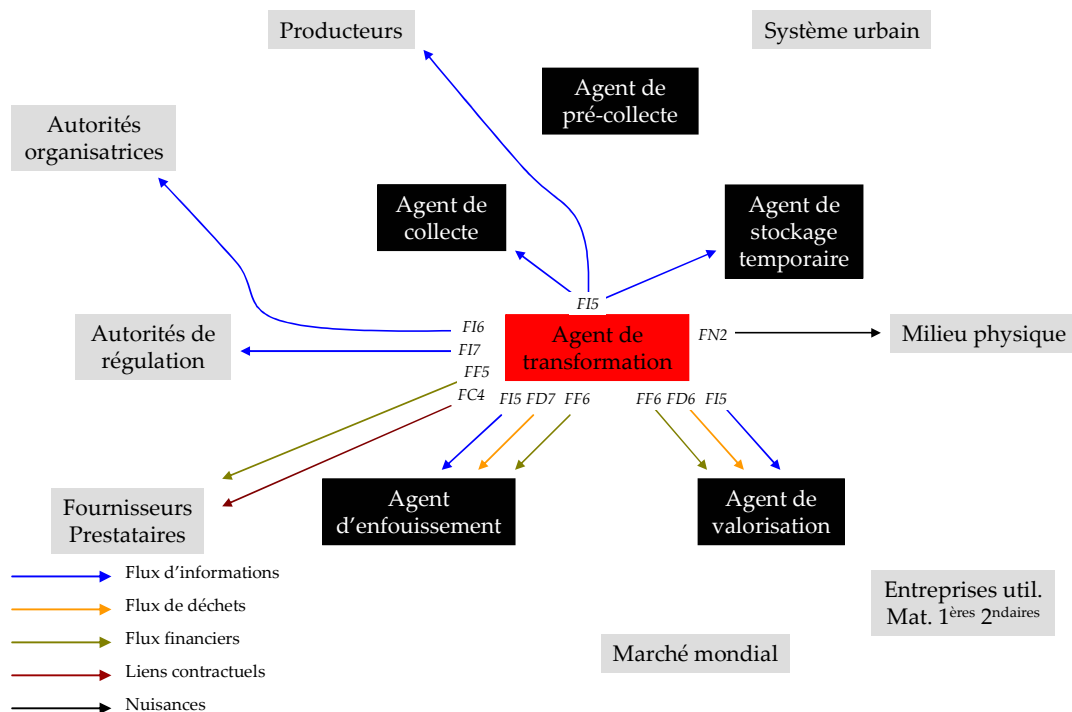 Producteurs
Système urbain
Agent de
pré-collecte
Autorités
organisatrices
Agent de
collecte
Agent de
stockage
temporaire
FI5
FI6
Autorités de
régulation
FI7
FF5
FC4
Agent de
transformation
FN2
Milieu physique
FI5 FD7 FF6
FF6 FD6 FI5
Fournisseurs
Prestataires
Agent
d’enfouissement
Agent de
valorisation
Flux d’informations
Flux de déchets
Flux financiers
Liens contractuels
Nuisances
Entreprises util.
Mat. 1ères 2ndaires
Marché mondial